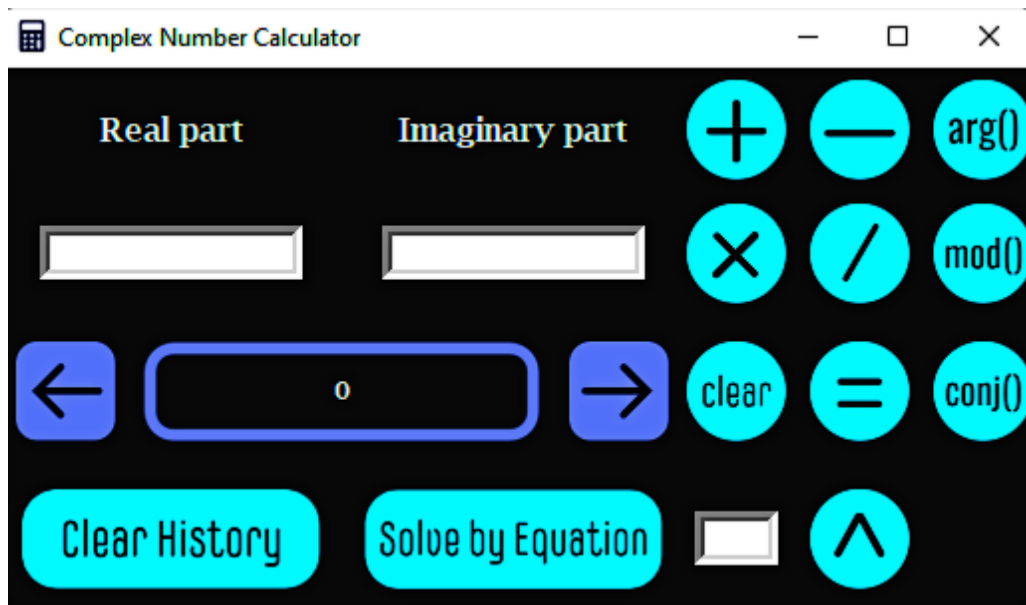 Complex Number Calculator
Real part
Imaginary part
+
—
arg()
×
/
mod()
←
0
→
clear
=
conj()
Clear History
Solve by Equation
^